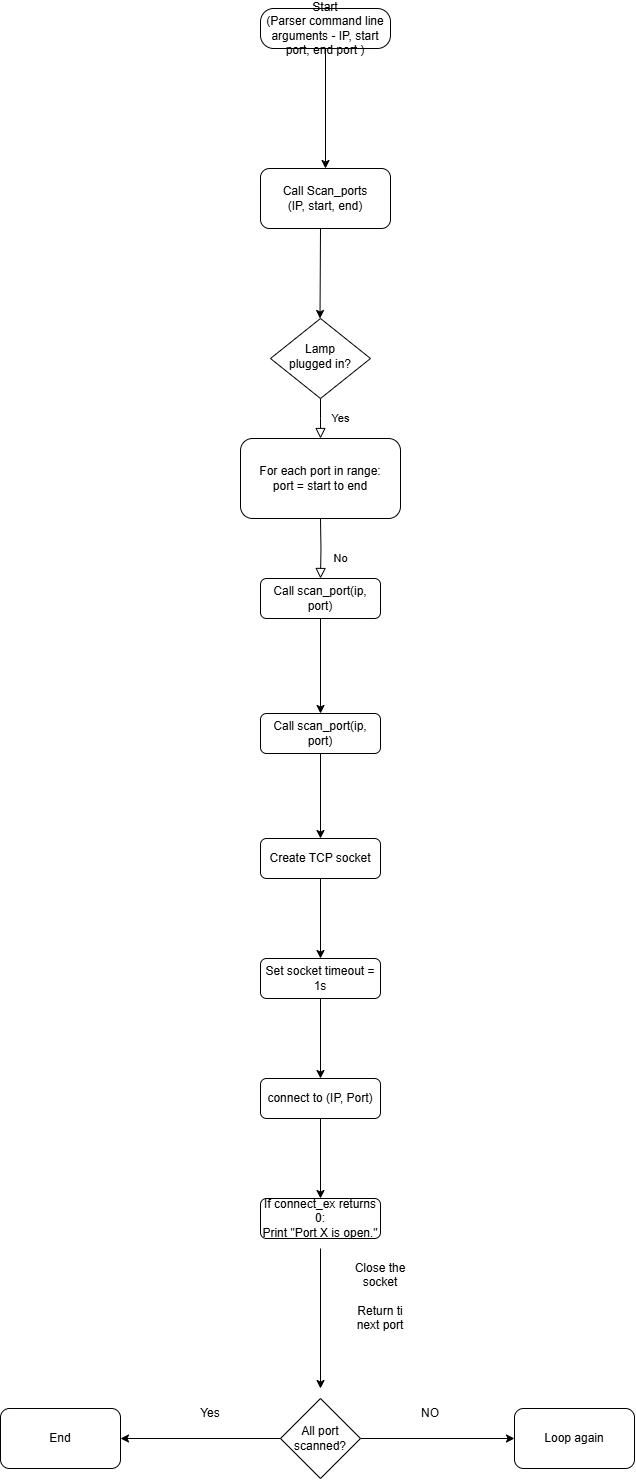 Start
(Parser command line
arguments - IP, start
port, end port )
Call Scan_ports
(IP, start, end)
Lamp
plugged in?
Yes
For each port in range:
port = start to end
No
Call scan_port(ip,
port)
Call scan_port(ip,
port)
Create TCP socket
Set socket timeout =
1s
connect to (IP, Port)
If connect_ex returns
0:
Print "Port X is open."
Close the
socket
Return ti
next port
All port
scanned?
Yes
NO
End
Loop again